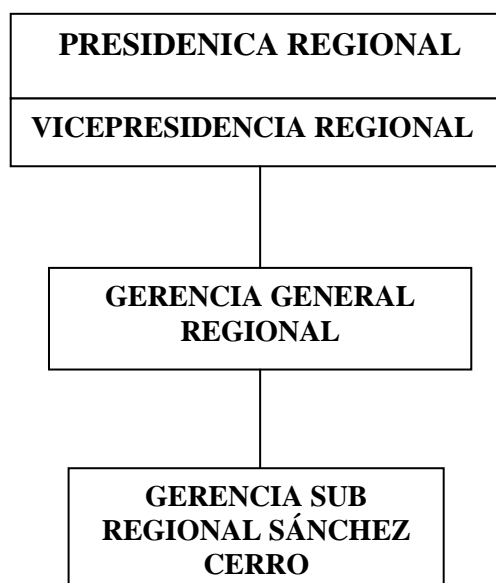 PRESIDENICA REGIONAL
VICEPRESIDENCIA REGIONAL
GERENCIA GENERAL
REGIONAL
GERENCIA SUB
REGIONAL SÁNCHEZ
CERRO